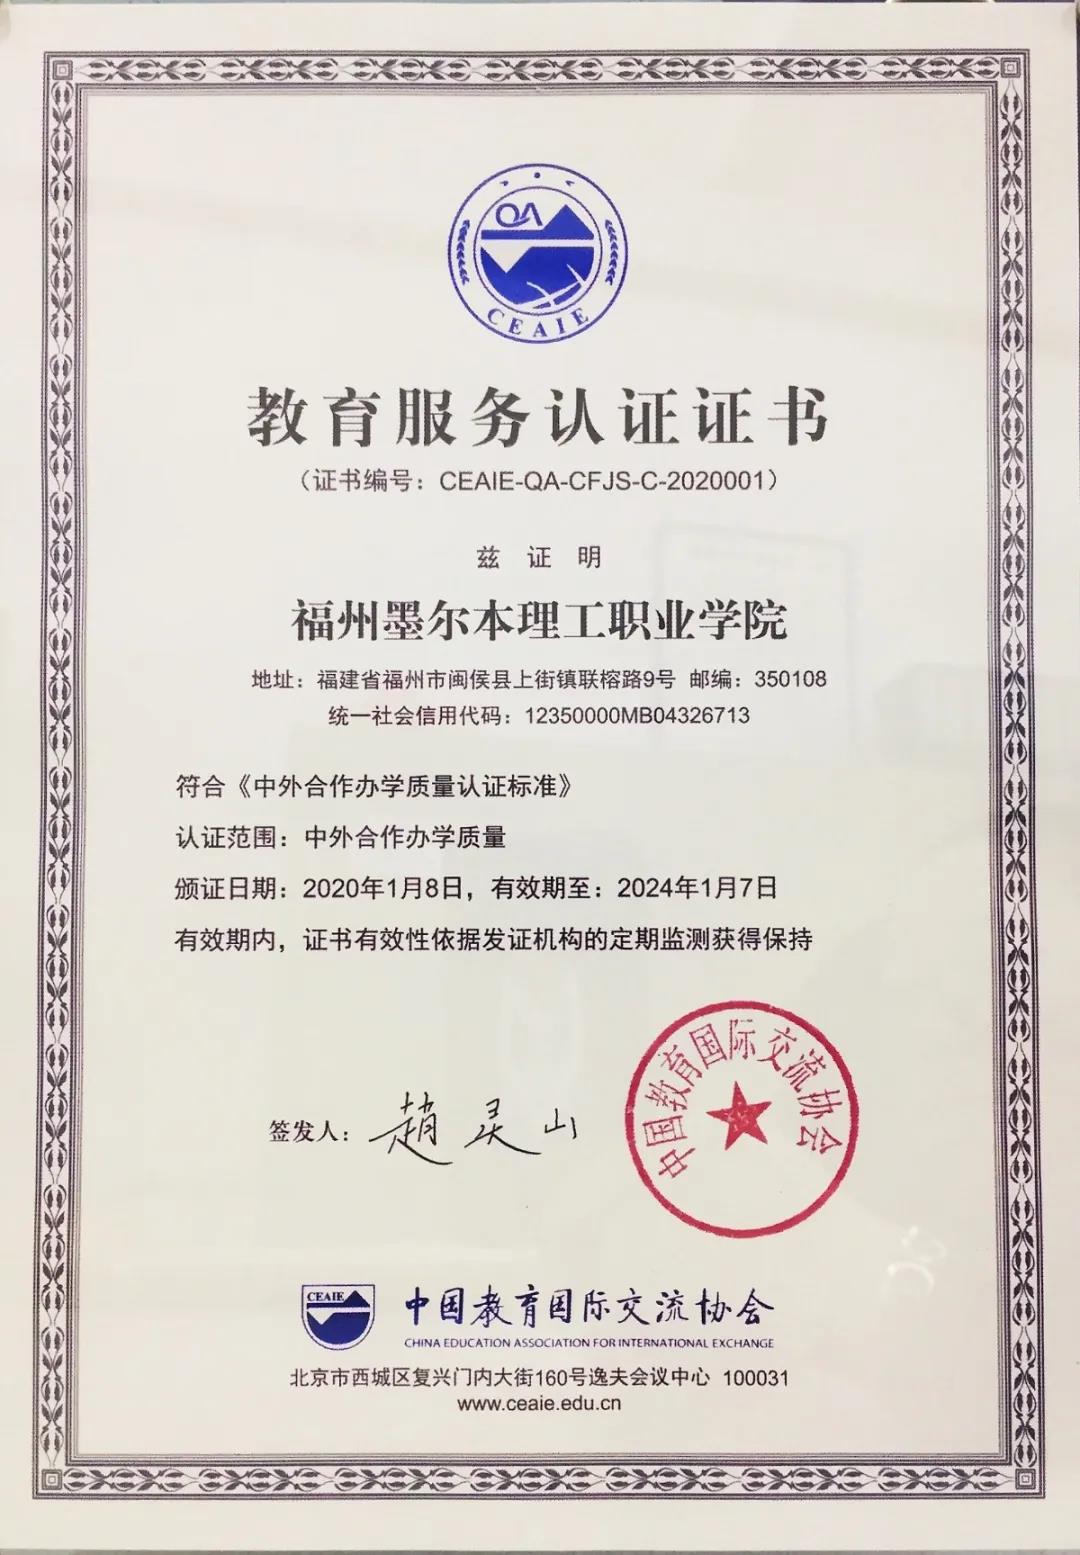 QA
CEAIE
教育服务认证证书
（证书编号：CEAIE-QA-CFJS-C-2020001）
兹 证 明
福州墨尔本理工职业学院
地址：福建省福州市闽侯县上街镇联榕路9号 邮编：350108
统一社会信用代码：12350000MB04326713
符合《中外合作办学质量认证标准》
认证范围：中外合作办学质量
颁证日期：2020年1月8日，有效期至：2024年1月7日
有效期内，证书有效性依据发证机构的定期监测获得保持
中国教育国际交流协会
签发人：趙灵山
CEAIE
中国教育国际交流协会
CHINA EDUCATION ASSOCIATION FOR INTERNATIONAL EXCHANGE
北京市西城区复兴门内大街160号逸夫会议中心 100031
www.ceaie.edu.cn